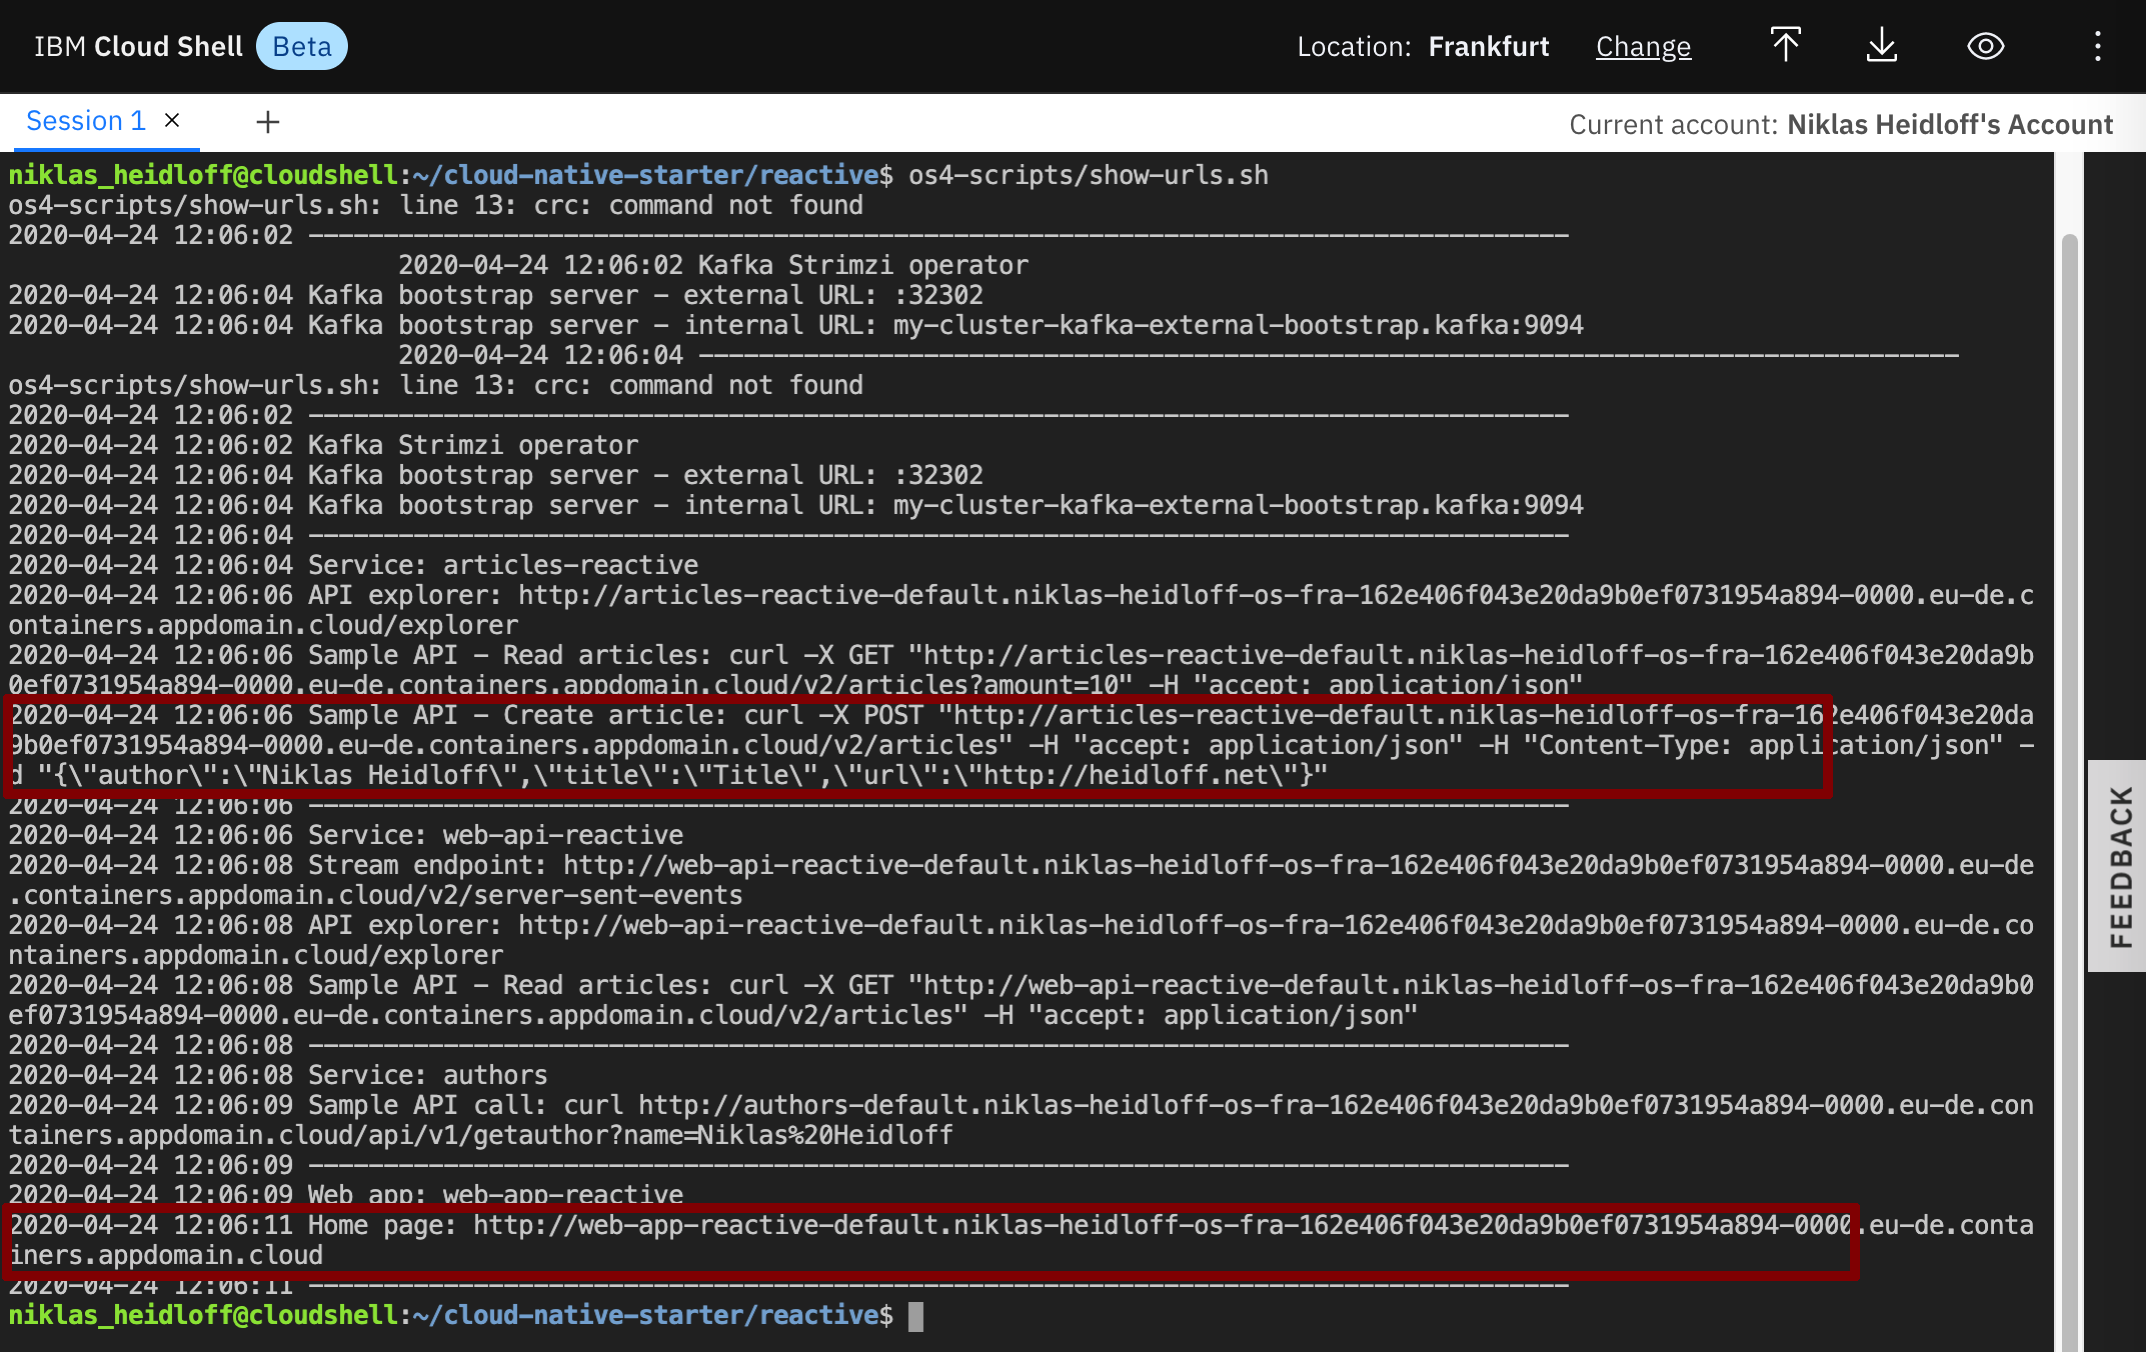 IBM Cloud Shell Beta Location: Frankfurt Change
Session 1 × + Current account: Niklas Heidloff's Account
niklas_heidloff@cloudshell:~/cloud-native-starter/reactive$ os4-scripts/show-urls.sh
os4-scripts/show-urls.sh: line 13: crc: command not found
2020-04-24 12:06:02 ------------------------------------------------------------------------------------
2020-04-24 12:06:02 Kafka Strimzi operator
2020-04-24 12:06:04 Kafka bootstrap server - external URL: :32302
2020-04-24 12:06:04 Kafka bootstrap server - internal URL: my-cluster-kafka-external-bootstrap.kafka:9094
2020-04-24 12:06:04 ------------------------------------------------------------------------------------
os4-scripts/show-urls.sh: line 13: crc: command not found
2020-04-24 12:06:02 ------------------------------------------------------------------------------------
2020-04-24 12:06:02 Kafka Strimzi operator
2020-04-24 12:06:04 Kafka bootstrap server - external URL: :32302
2020-04-24 12:06:04 Kafka bootstrap server - internal URL: my-cluster-kafka-external-bootstrap.kafka:9094
2020-04-24 12:06:04 ------------------------------------------------------------------------------------
2020-04-24 12:06:04 Service: articles-reactive
2020-04-24 12:06:06 API explorer: http://articles-reactive-default.niklas-heidloff-os-fra-162e406f043e20da9b0ef0731954a894-0000.eu-de.c
ontainers.appdomain.cloud/explorer
2020-04-24 12:06:06 Sample API - Read articles: curl -X GET "http://articles-reactive-default.niklas-heidloff-os-fra-162e406f043e20da9b
0ef0731954a894-0000.eu-de.containers.appdomain.cloud/v2/articles?amount=10" -H "accept: application/json"
2020-04-24 12:06:06 Sample API - Create article: curl -X POST "http://articles-reactive-default.niklas-heidloff-os-fra-162e406f043e20da
9b0ef0731954a894-0000.eu-de.containers.appdomain.cloud/v2/articles" -H "accept: application/json" -H "Content-Type: application/json" -
d "{\"author\":\"Niklas Heidloff\",\"title\":\"Title\",\"url\":\"http://heidloff.net\"}"
2020-04-24 12:06:06 ------------------------------------------------------------------------------------
2020-04-24 12:06:06 Service: web-api-reactive
2020-04-24 12:06:08 Stream endpoint: http://web-api-reactive-default.niklas-heidloff-os-fra-162e406f043e20da9b0ef0731954a894-0000.eu-de
.containers.appdomain.cloud/v2/server-sent-events
2020-04-24 12:06:08 API explorer: http://web-api-reactive-default.niklas-heidloff-os-fra-162e406f043e20da9b0ef0731954a894-0000.eu-de.co
ntainers.appdomain.cloud/explorer
2020-04-24 12:06:08 Sample API - Read articles: curl -X GET "http://web-api-reactive-default.niklas-heidloff-os-fra-162e406f043e20da9b0
ef0731954a894-0000.eu-de.containers.appdomain.cloud/v2/articles" -H "accept: application/json"
2020-04-24 12:06:08 ------------------------------------------------------------------------------------
2020-04-24 12:06:08 Service: authors
2020-04-24 12:06:09 Sample API call: curl http://authors-default.niklas-heidloff-os-fra-162e406f043e20da9b0ef0731954a894-0000.eu-de.con
tainers.appdomain.cloud/api/v1/getauthor?name=Niklas%20Heidloff
2020-04-24 12:06:09 ------------------------------------------------------------------------------------
2020-04-24 12:06:09 Web app: web-app-reactive
2020-04-24 12:06:11 Home page: http://web-app-reactive-default.niklas-heidloff-os-fra-162e406f043e20da9b0ef0731954a894-0000.eu-de.conta
iners.appdomain.cloud
2020-04-24 12:06:11 ------------------------------------------------------------------------------------
niklas_heidloff@cloudshell:~/cloud-native-starter/reactive$
FEEDBACK